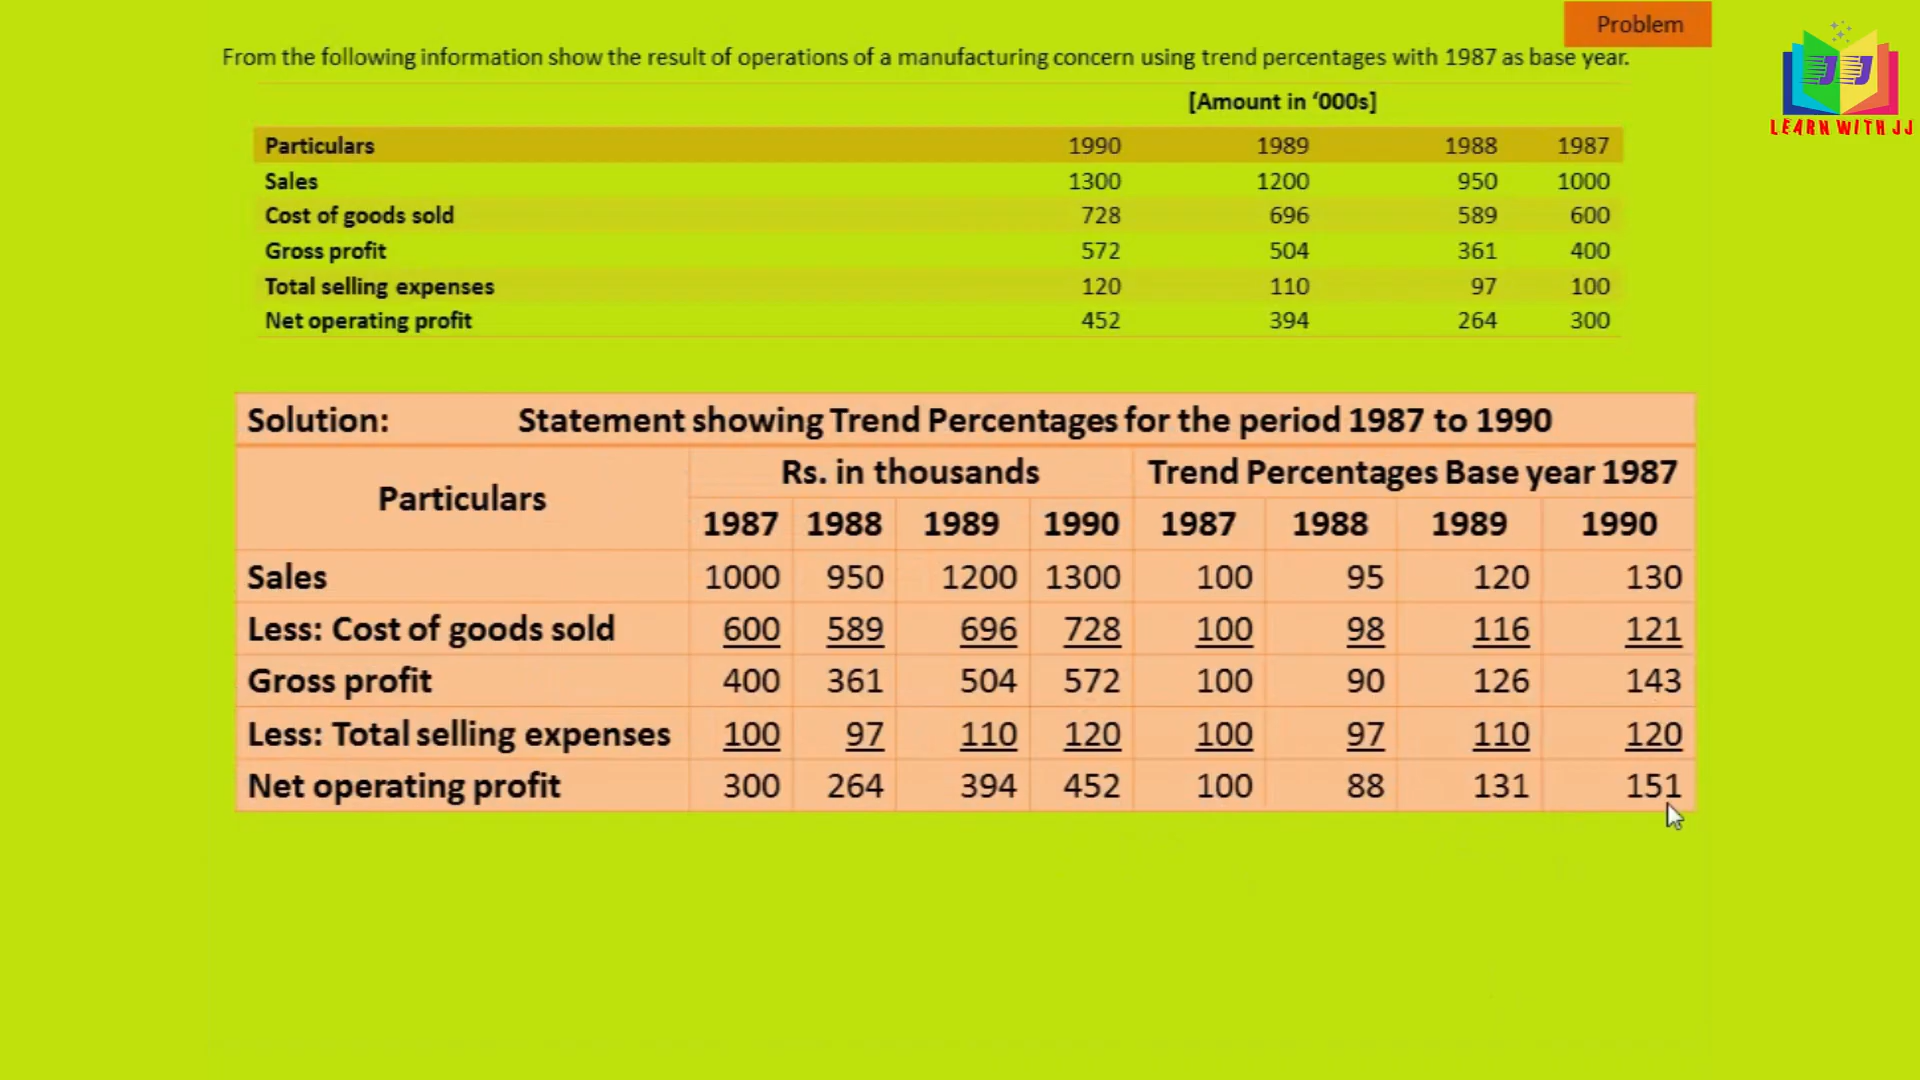 Problem
From the following information show the result of operations of a manufacturing concern using trend percentages with 1987 as base year.
[Amount in ‘000s]
Particulars 1990 1989 1988 1987
Sales 1300 1200 950 1000
Cost of goods sold 728 696 589 600
Gross profit 572 504 361 400
Total selling expenses 120 110 97 100
Net operating profit 452 394 264 300
Solution: Statement showing Trend Percentages for the period 1987 to 1990
Particulars Rs. in thousands Trend Percentages Base year 1987
1987 1988 1989 1990 1987 1988 1989 1990
Sales 1000 950 1200 1300 100 95 120 130
Less: Cost of goods sold 600 589 696 728 100 98 116 121
Gross profit 400 361 504 572 100 90 126 143
Less: Total selling expenses 100 97 110 120 100 97 110 120
Net operating profit 300 264 394 452 100 88 131 151
JJ
LEARN WITH JJ